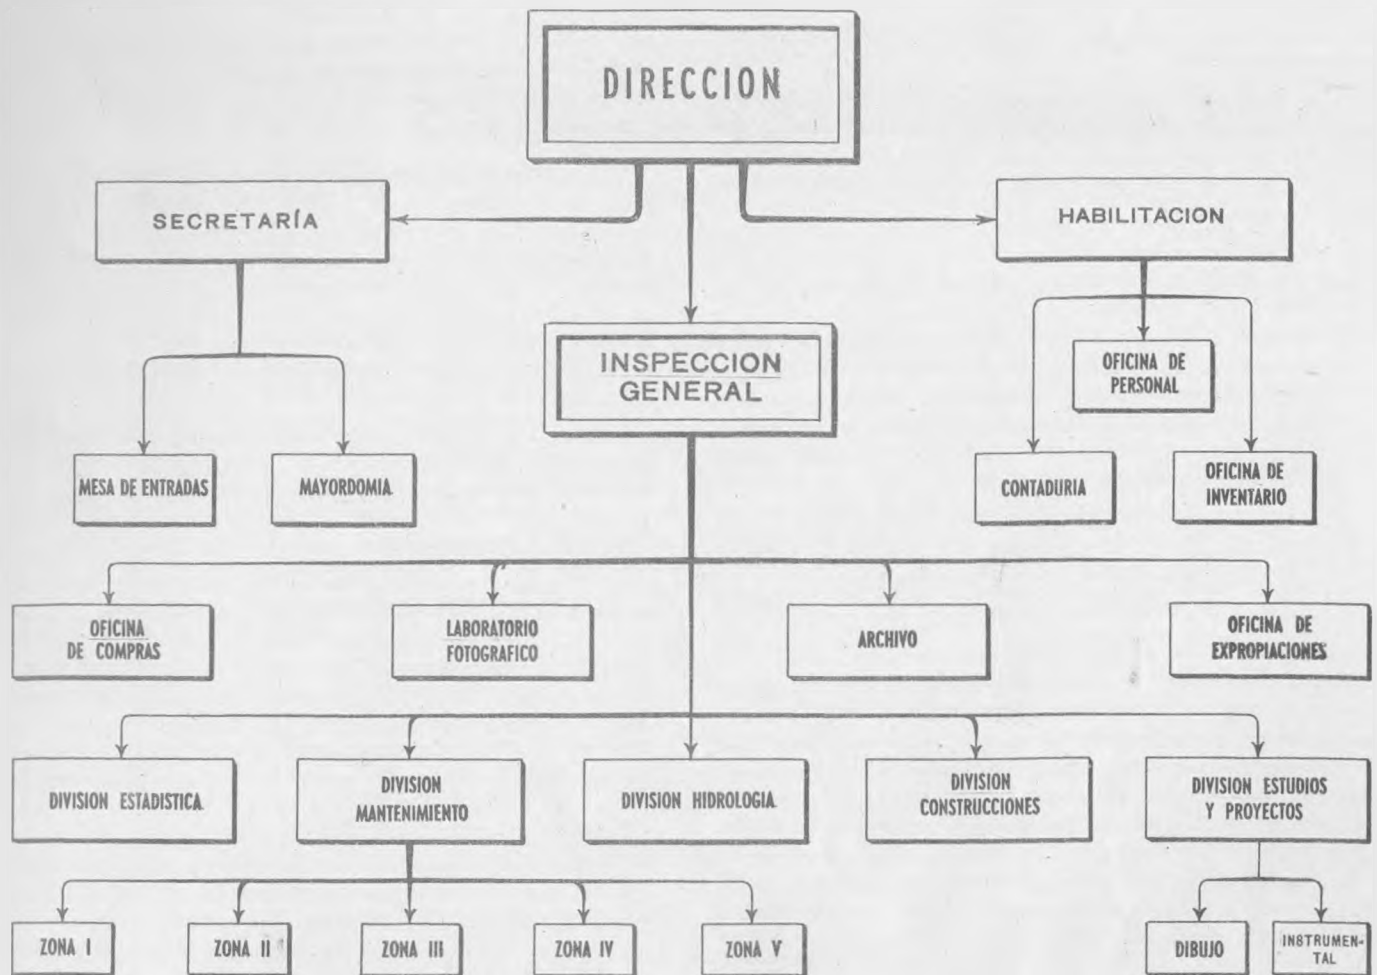 DIRECCION
SECRETARÍA
HABILITACION
INSPECCION
GENERAL
OFICINA DE
PERSONAL
MESA DE ENTRADAS
MAYORDOMIA
CONTADURIA
OFICINA DE
INVENTARIO
OFICINA
DE COMPRAS
LABORATORIO
FOTOGRAFICO
ARCHIVO
OFICINA DE
EXPROPIACIONES
DIVISION ESTADISTICA
DIVISION
MANTENIMIENTO
DIVISION HIDROLOGIA
DIVISION
CONSTRUCCIONES
DIVISION ESTUDIOS
Y PROYECTOS
ZONA I
ZONA II
ZONA III
ZONA IV
ZONA V
DIBUJO
INSTRUMEN-
TAL